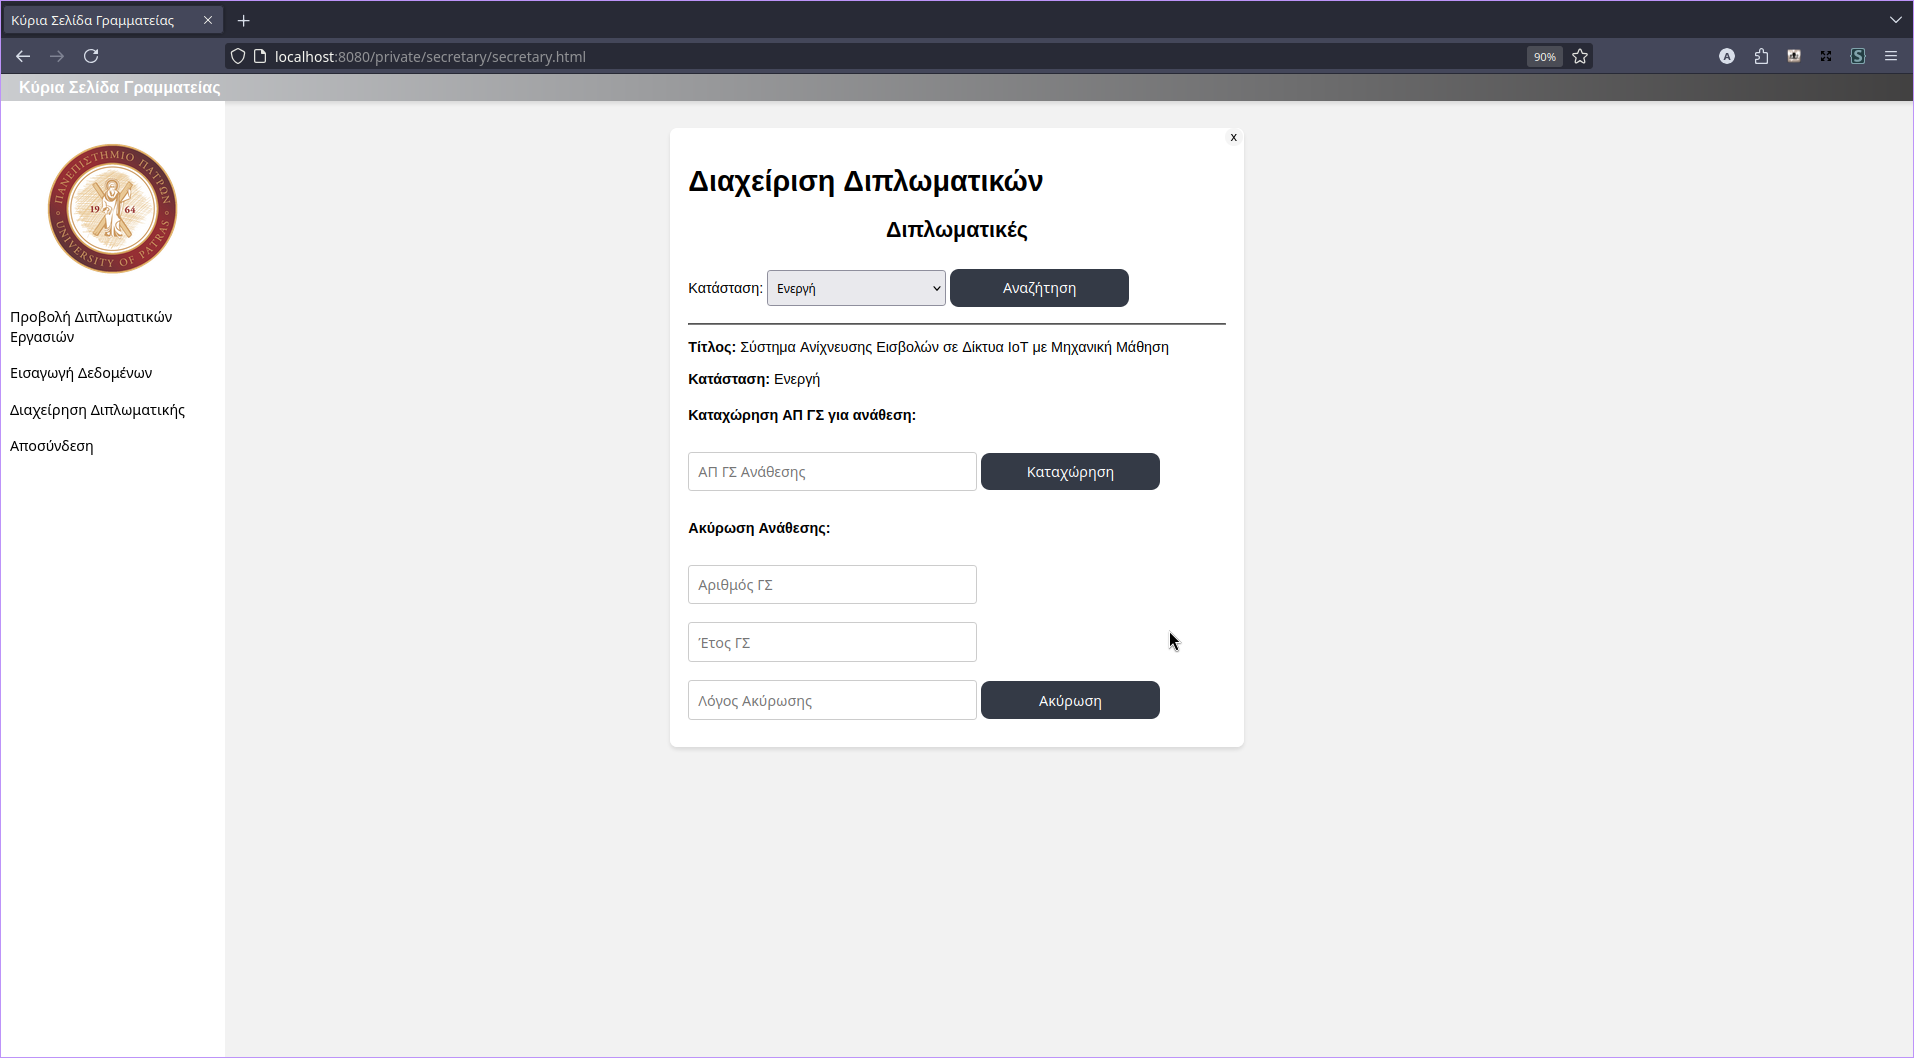 Κύρια Σελίδα Γραμματείας
localhost:8080/private/secretary/secretary.html
90%
A
S
Κύρια Σελίδα Γραμματείας
ΠΑΝΕΠΙΣΤΗΜΙΟ ΠΑΤΡΩΝ
19 64
UNIVERSITY OF PATRAS
Προβολή Διπλωματικών
Εργασιών
Εισαγωγή Δεδομένων
Διαχείρηση Διπλωματικής
Αποσύνδεση
x
Διαχείριση Διπλωματικών
Διπλωματικές
Κατάσταση: Ενεργή Αναζήτηση
Τίτλος: Σύστημα Ανίχνευσης Εισβολών σε Δίκτυα IoT με Μηχανική Μάθηση
Κατάσταση: Ενεργή
Καταχώρηση ΑΠ ΓΣ για ανάθεση:
ΑΠ ΓΣ Ανάθεσης Καταχώρηση
Ακύρωση Ανάθεσης:
Αριθμός ΓΣ
Έτος ΓΣ
Λόγος Ακύρωσης Ακύρωση